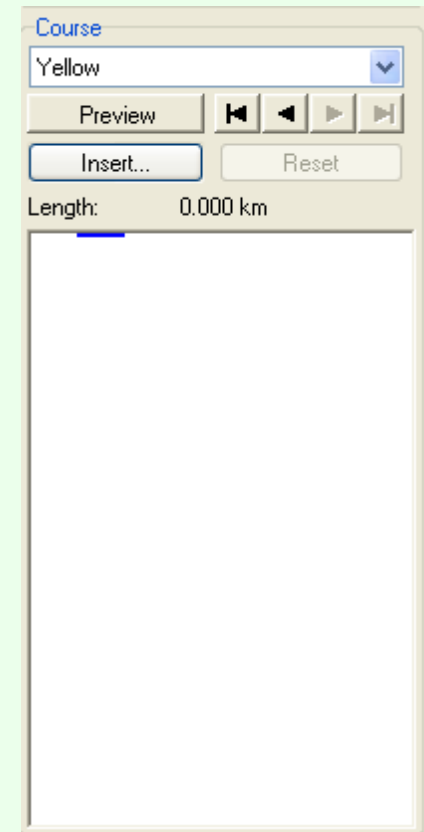 Course
Yellow
Preview
Insert... Reset
Length: 0.000 km